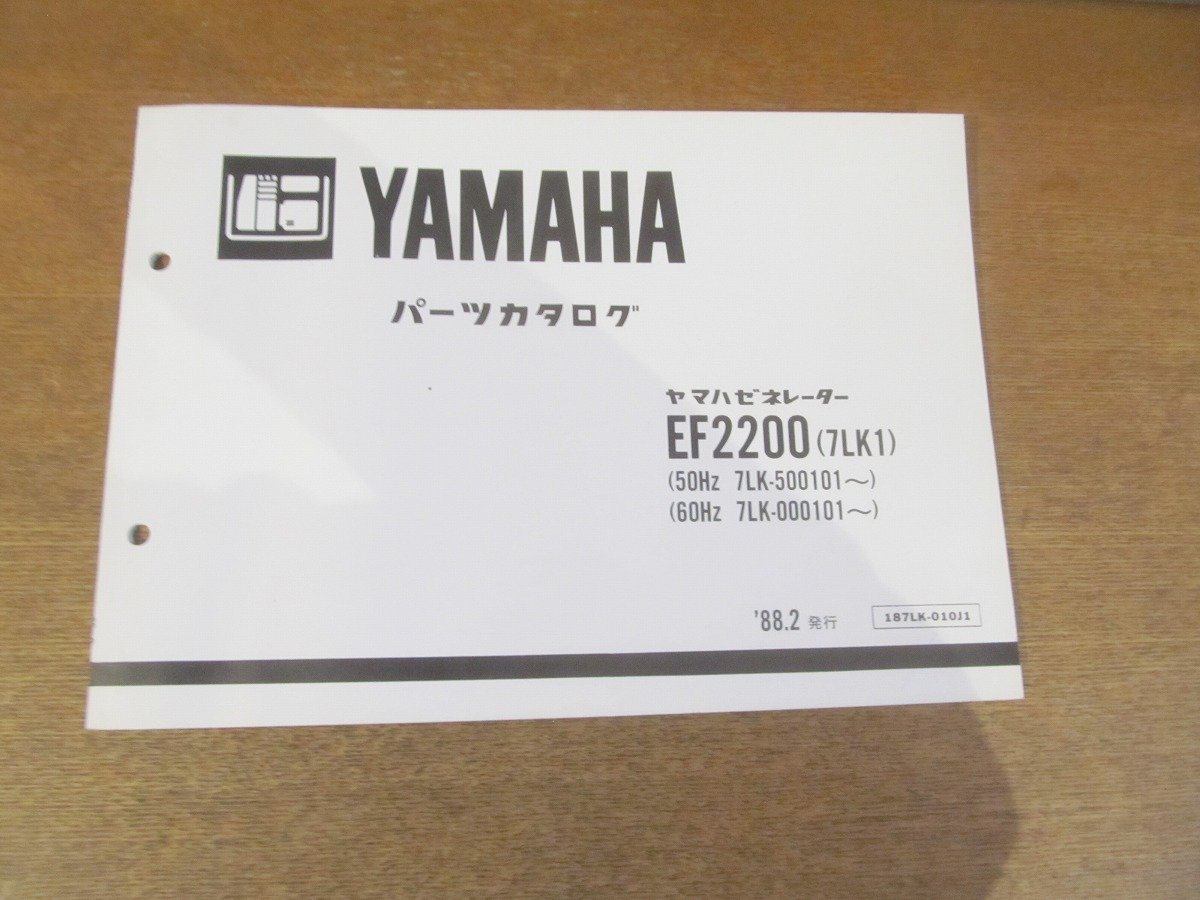 YAMAHA
パーツカタログ
ヤマハゼネレーター
EF2200 (7LK1)
(50Hz 7LK-500101〜)
(60Hz 7LK-000101〜)
'88.2 発行
187LK-010J1